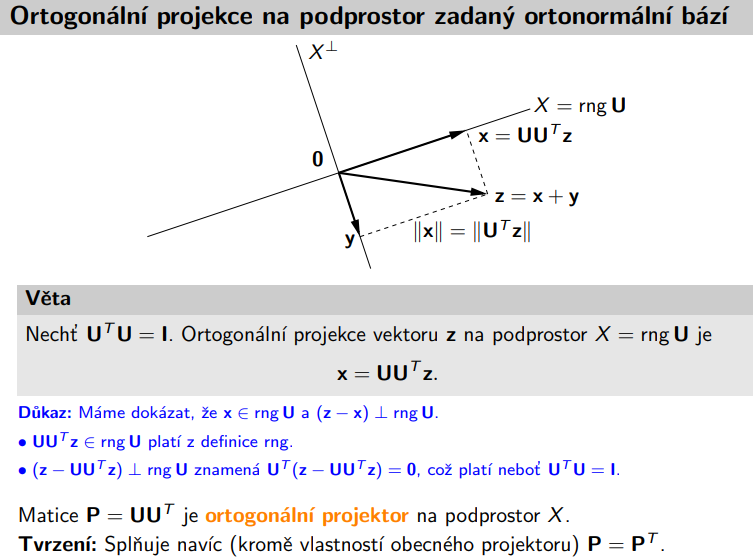 Ortogonální projekce na podprostor zadaný ortonormální bází
X⊥
X = rng U
x = UUᵀz
0
z = x + y
y
‖x‖ = ‖Uᵀz‖
Věta
Nechť UᵀU = I. Ortogonální projekce vektoru z na podprostor X = rng U je
x = UUᵀz.
Důkaz: Máme dokázat, že x ∈ rng U a (z − x) ⊥ rng U.
• UUᵀz ∈ rng U platí z definice rng.
• (z − UUᵀz) ⊥ rng U znamená Uᵀ(z − UUᵀz) = 0, což platí neboť UᵀU = I.
Matice P = UUᵀ je ortogonální projektor na podprostor X.
Tvrzení: Splňuje navíc (kromě vlastností obecného projektoru) P = Pᵀ.